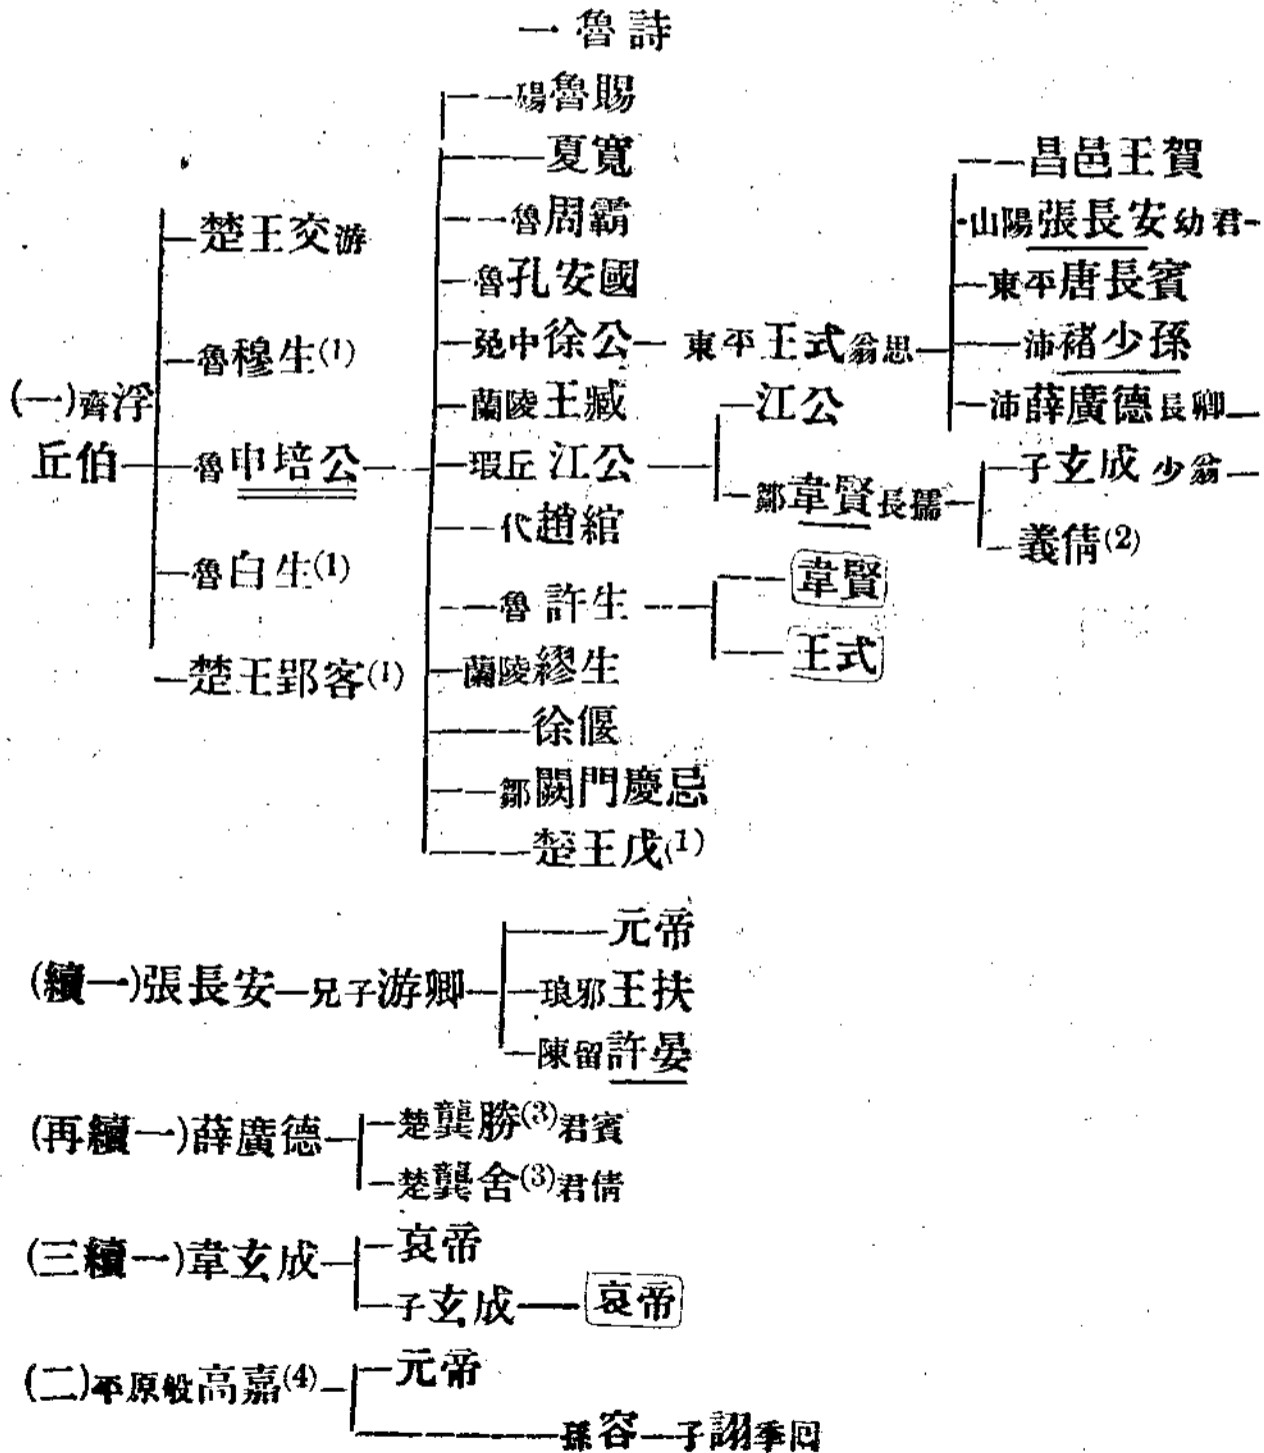 一 魯詩
碭魯賜
夏寬
魯周霸
魯孔安國
免中徐公
蘭陵王臧
瑕丘江公
代趙綰
魯許生
蘭陵繆生
徐偃
鄒闕門慶忌
楚王戊(1)
楚王交游
魯穆生(1)
魯申培公
魯白生(1)
楚王郢客(1)
(一)齊浮
丘伯
東平王式翁思
江公
鄒韋賢長孺
韋賢
王式
昌邑王賀
山陽張長安幼君
東平唐長賓
沛褚少孫
沛薛廣德長卿
子玄成少翁
義倩(2)
(續一)張長安—兄子游卿
元帝
琅邪王扶
陳留許晏
(再續一)薛廣德
楚龔勝(3)君賓
楚龔舍(3)君倩
(三續一)韋玄成
哀帝
子玄成—哀帝
(二)平原般高嘉(4)
元帝
孫容—子詡季回